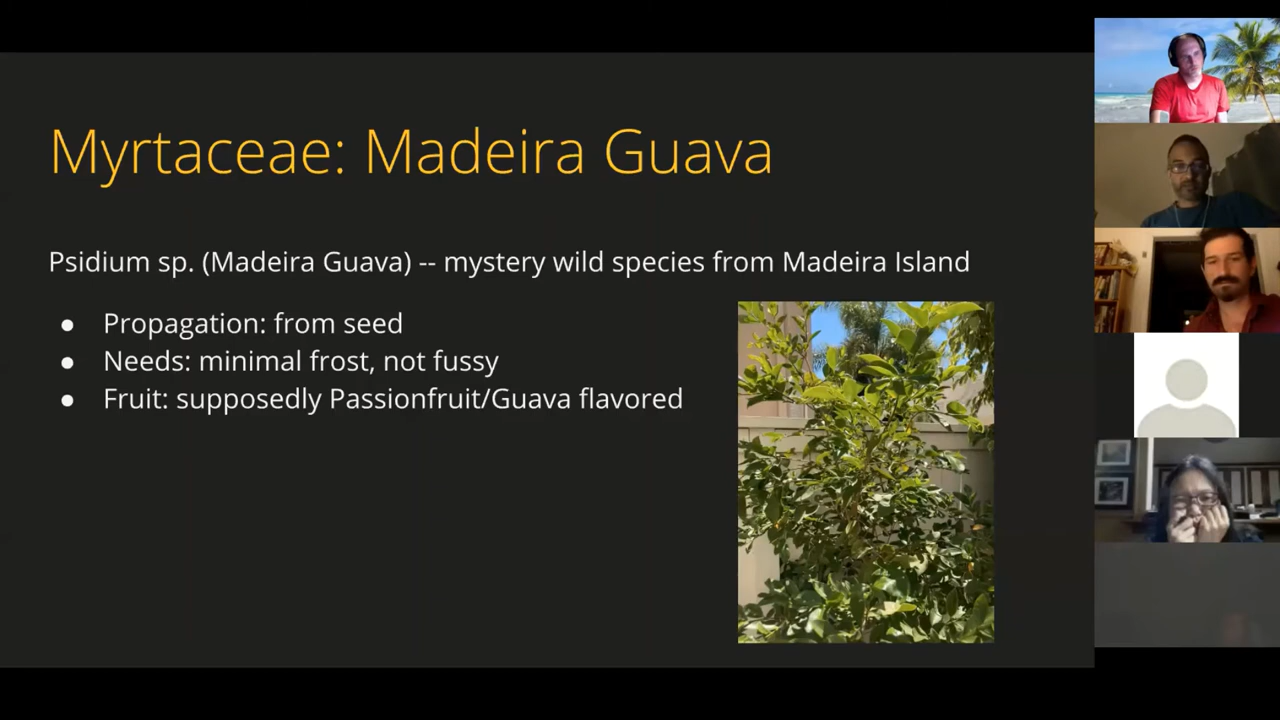 Myrtaceae: Madeira Guava
Psidium sp. (Madeira Guava) -- mystery wild species from Madeira Island
● Propagation: from seed
● Needs: minimal frost, not fussy
● Fruit: supposedly Passionfruit/Guava flavored